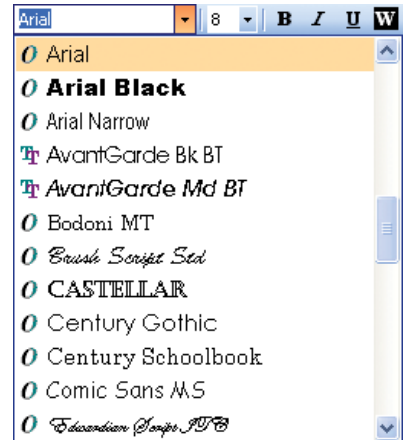 Arial 8 B I U W
Arial
Arial Black
Arial Narrow
AvantGarde Bk BT
AvantGarde Md BT
Bodoni MT
Brush Script Std
CASTELLAR
Century Gothic
Century Schoolbook
Comic Sans MS
Edwardian Script ITC